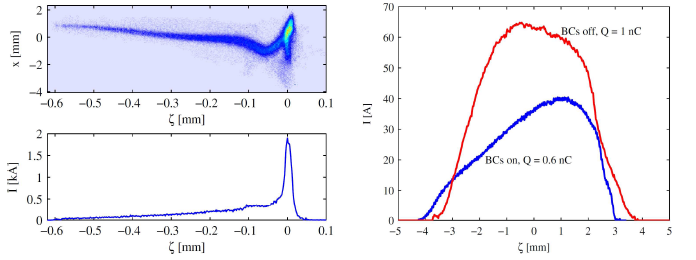 x [mm]
2
0
−2
−4
−0.6 −0.5 −0.4 −0.3 −0.2 −0.1 0 0.1
ζ [mm]
I [kA]
2
1.5
1
0.5
0
−0.6 −0.5 −0.4 −0.3 −0.2 −0.1 0 0.1
ζ [mm]
I [A]
70
60
50
40
30
20
10
0
BCs off, Q = 1 nC
BCs on, Q = 0.6 nC
−5 −4 −3 −2 −1 0 1 2 3 4 5
ζ [mm]